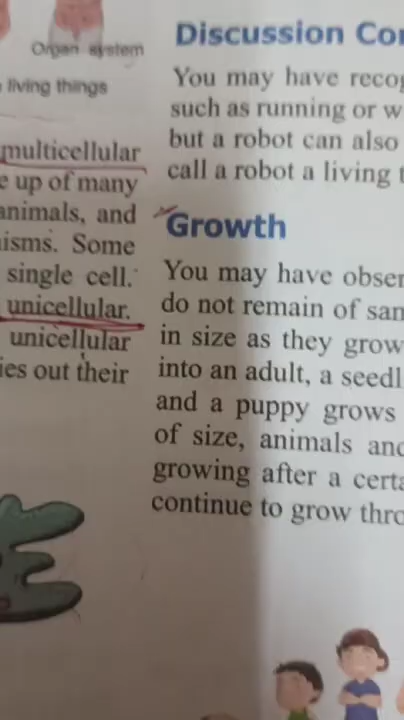 Organ system
living things
multicellular
e up of many
animals, and
isms. Some
single cell.
unicellular.
unicellular
ies out their
Discussion Cor
You may have recog
such as running or w
but a robot can also
call a robot a living t
Growth
You may have obser
do not remain of sam
in size as they grow
into an adult, a seedl
and a puppy grows
of size, animals and
growing after a certa
continue to grow thro